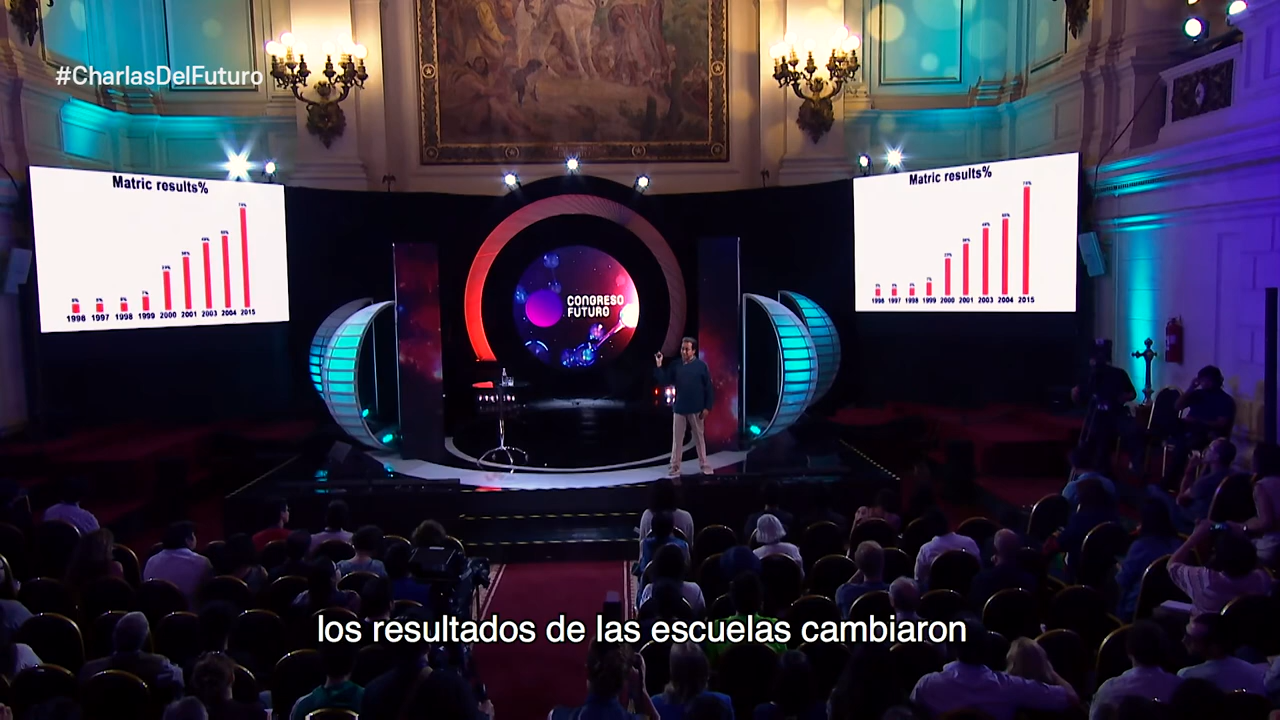 #CharlasDelFuturo
Matric results%
1996 1997 1998 1999 2000 2001 2003 2004 2015
CONGRESO
FUTURO
Matric results%
1996 1997 1998 1999 2000 2001 2003 2004 2015
los resultados de las escuelas cambiaron